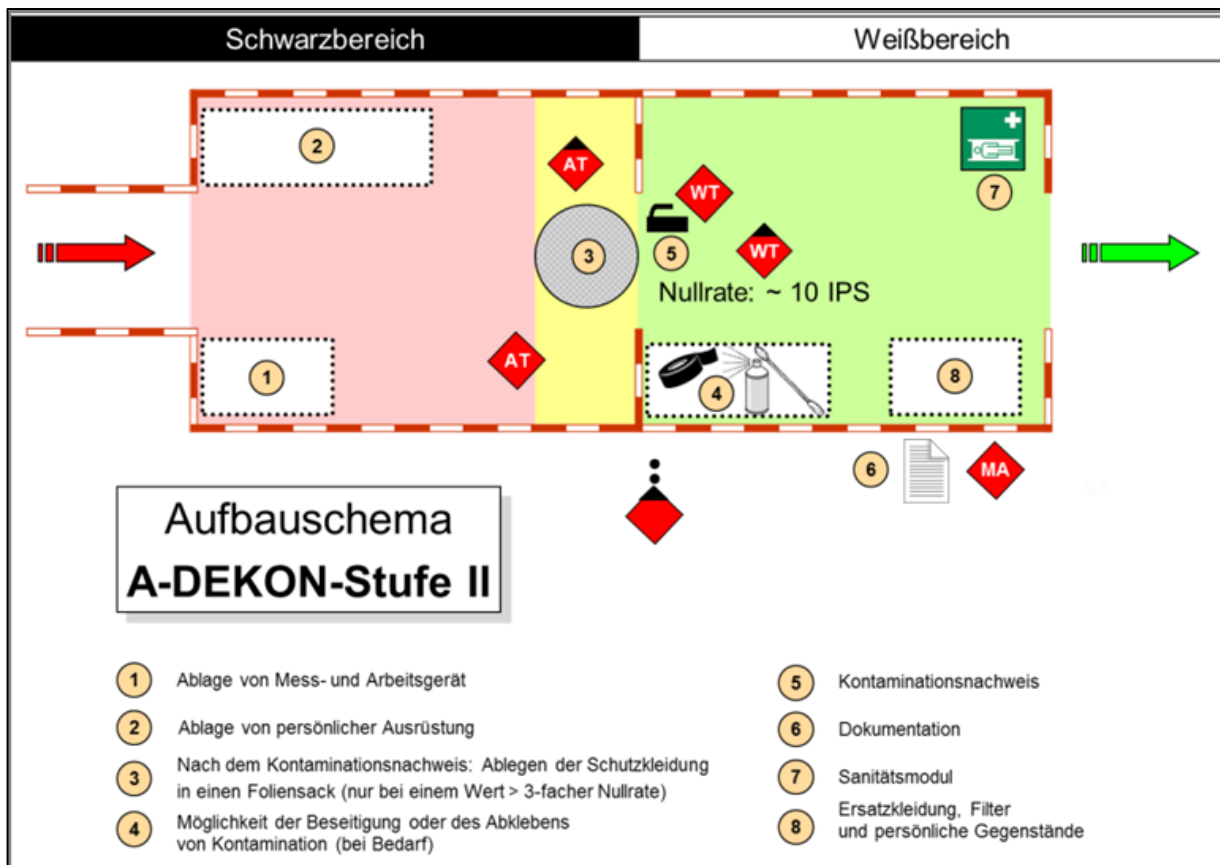 Schwarzbereich
Weißbereich
2
AT
WT
7
3
5
WT
Nullrate: ~ 10 IPS
AT
1
4
8
6
MA
Aufbauschema
A-DEKON-Stufe II
1 Ablage von Mess- und Arbeitsgerät
2 Ablage von persönlicher Ausrüstung
3 Nach dem Kontaminationsnachweis: Ablegen der Schutzkleidung
in einen Foliensack (nur bei einem Wert > 3-facher Nullrate)
4 Möglichkeit der Beseitigung oder des Abklebens
von Kontamination (bei Bedarf)
5 Kontaminationsnachweis
6 Dokumentation
7 Sanitätsmodul
8 Ersatzkleidung, Filter
und persönliche Gegenstände